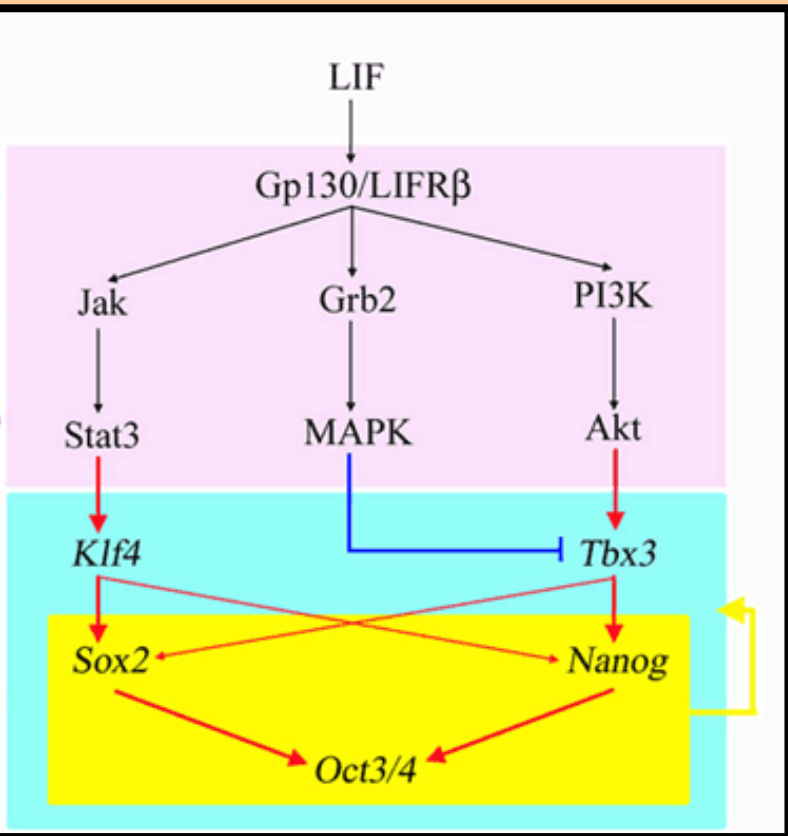 LIF
Gp130/LIFRβ
Jak
Grb2
PI3K
Stat3
MAPK
Akt
Klf4
Tbx3
Sox2
Nanog
Oct3/4